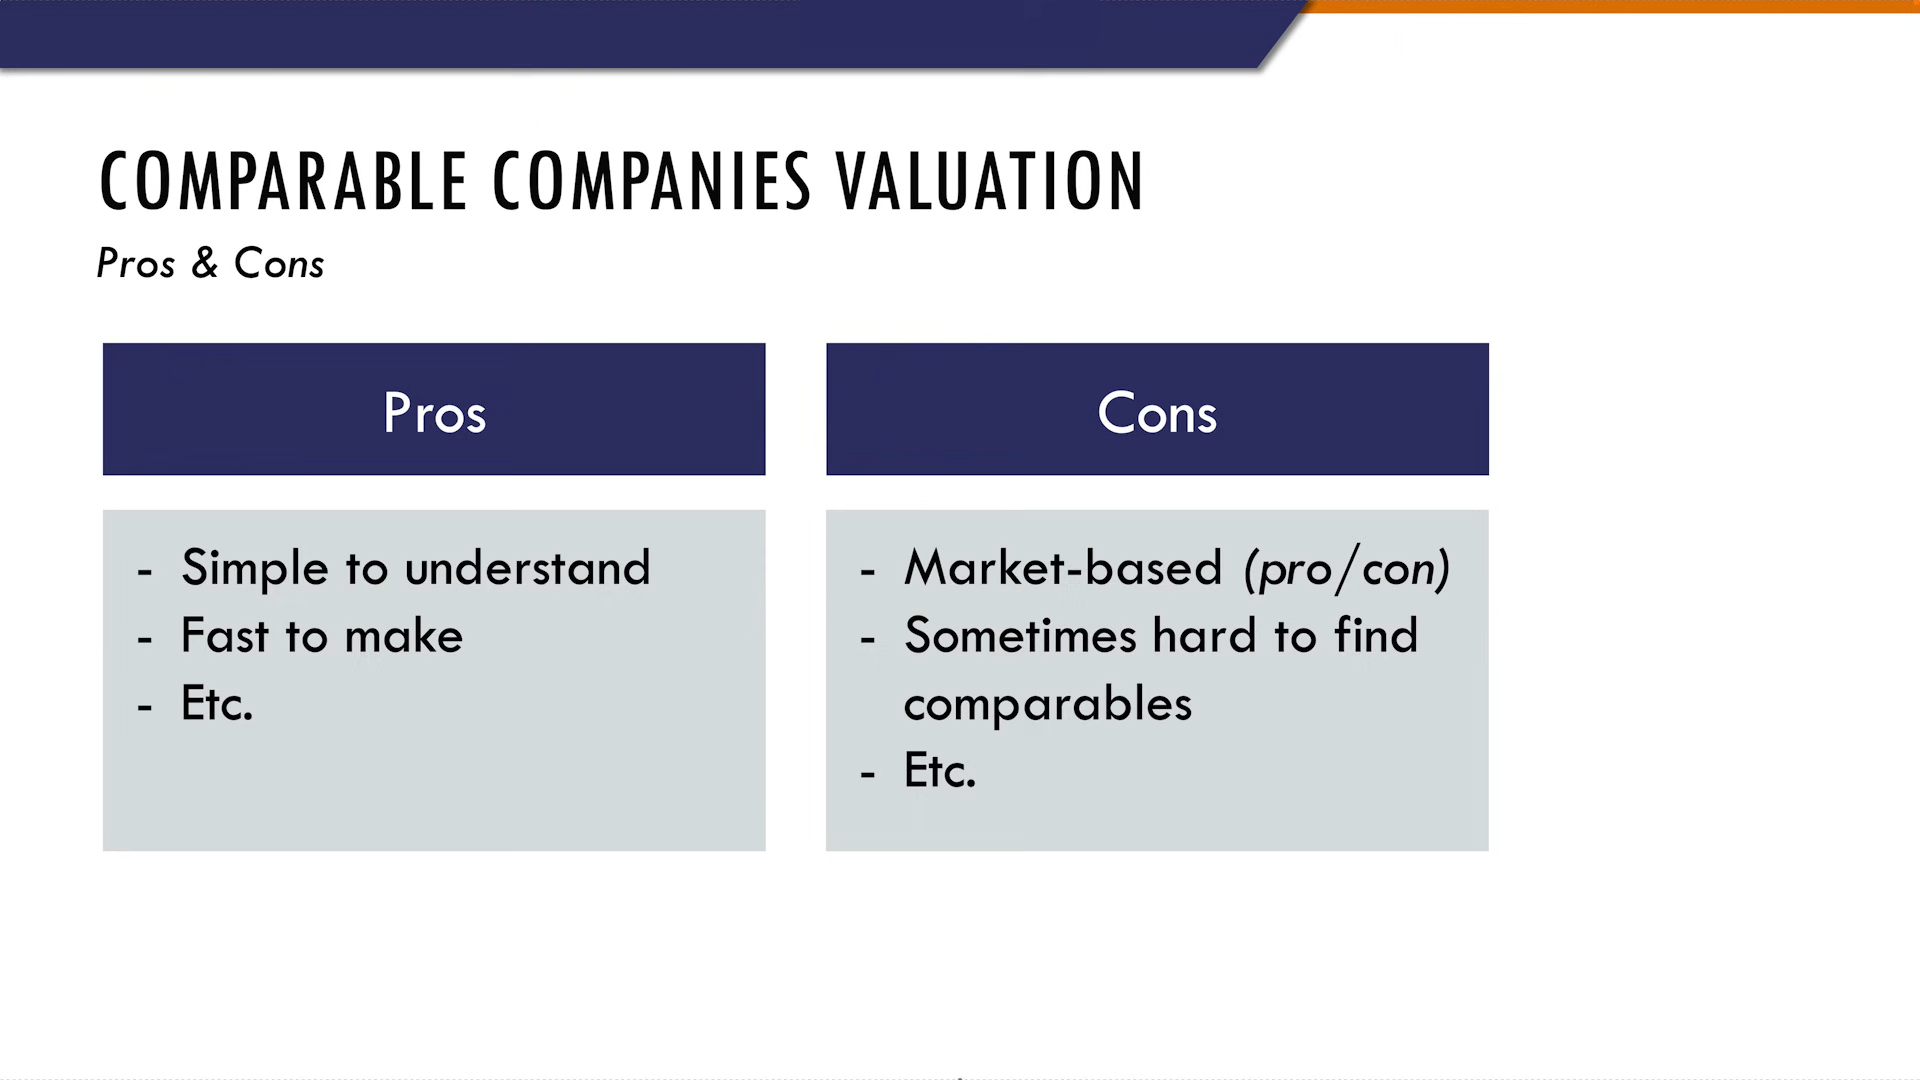 COMPARABLE COMPANIES VALUATION
Pros & Cons
Pros
- Simple to understand
- Fast to make
- Etc.
Cons
- Market-based (pro/con)
- Sometimes hard to find
comparables
- Etc.